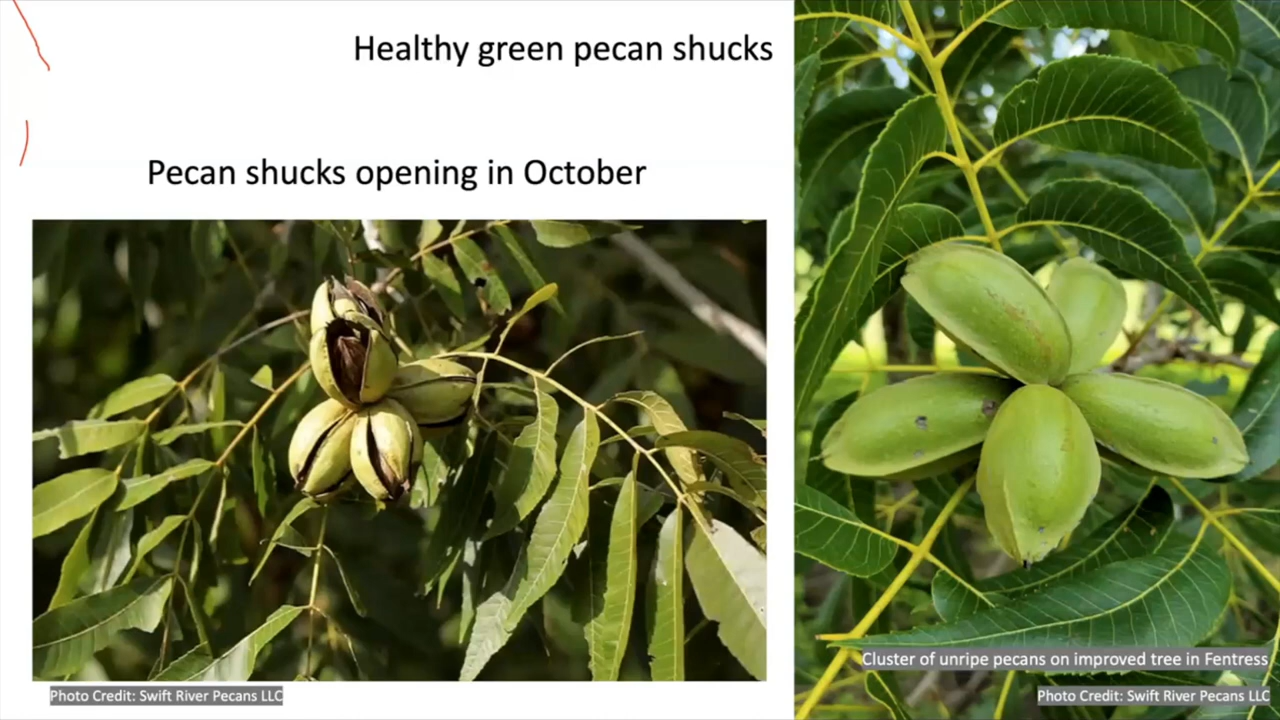 Healthy green pecan shucks
Pecan shucks opening in October
Photo Credit: Swift River Pecans LLC
Cluster of unripe pecans on improved tree in Fentress
Photo Credit: Swift River Pecans LLC